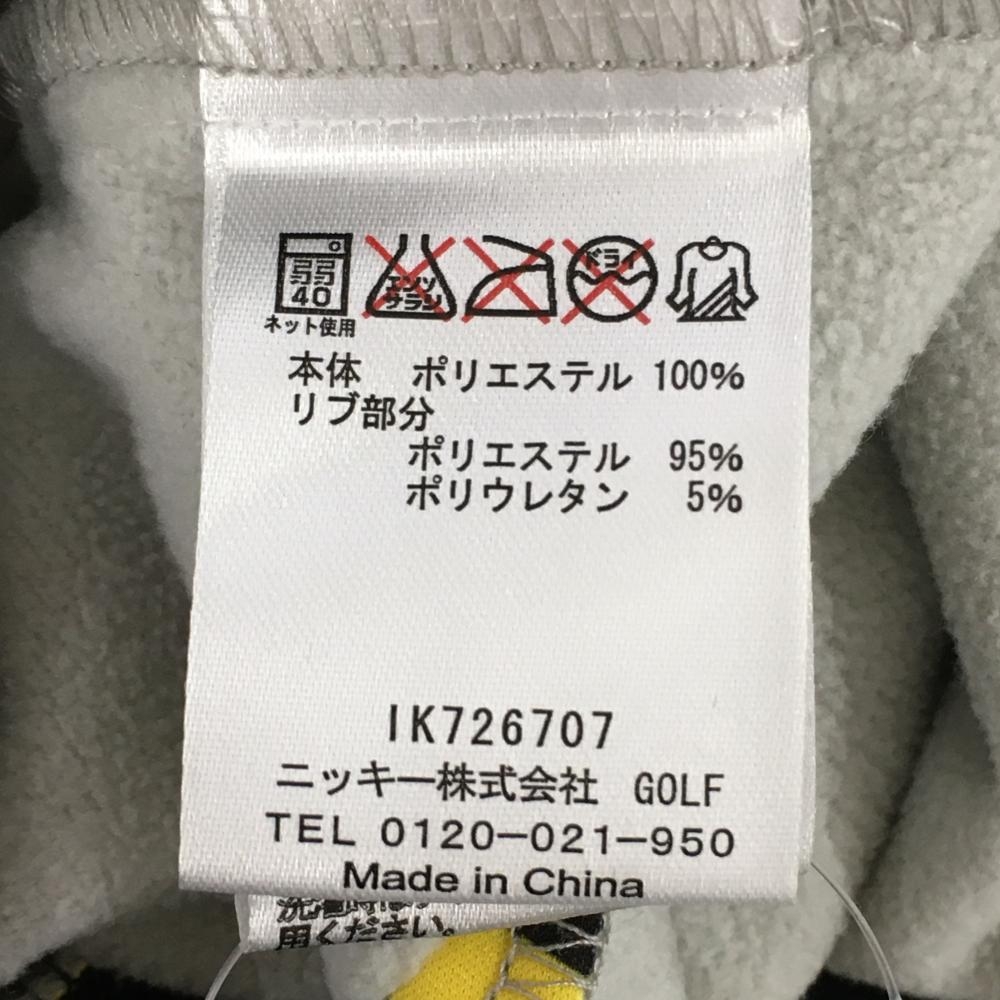 弱
40
ネット使用
エンソ
サラシ
ドライ
本体 ポリエステル 100%
リブ部分
ポリエステル 95%
ポリウレタン 5%
IK726707
ニッキー株式会社 GOLF
TEL 0120-021-950
Made in China
用ください。